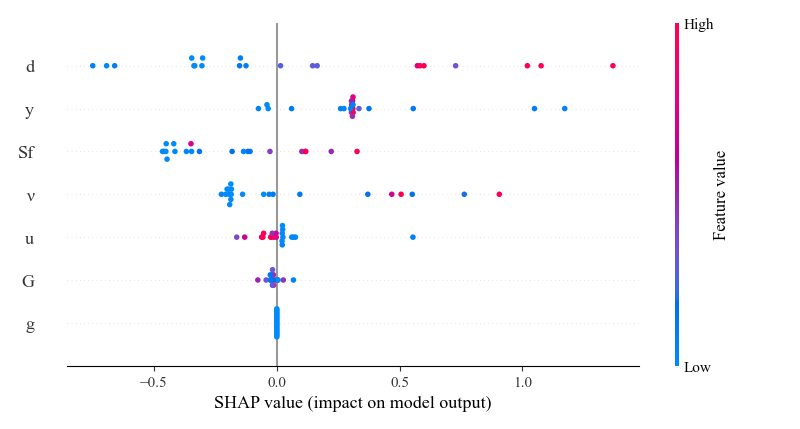 High
d
y
Sf
ν
u
G
g
Feature value
Low
−0.5 0.0 0.5 1.0
SHAP value (impact on model output)